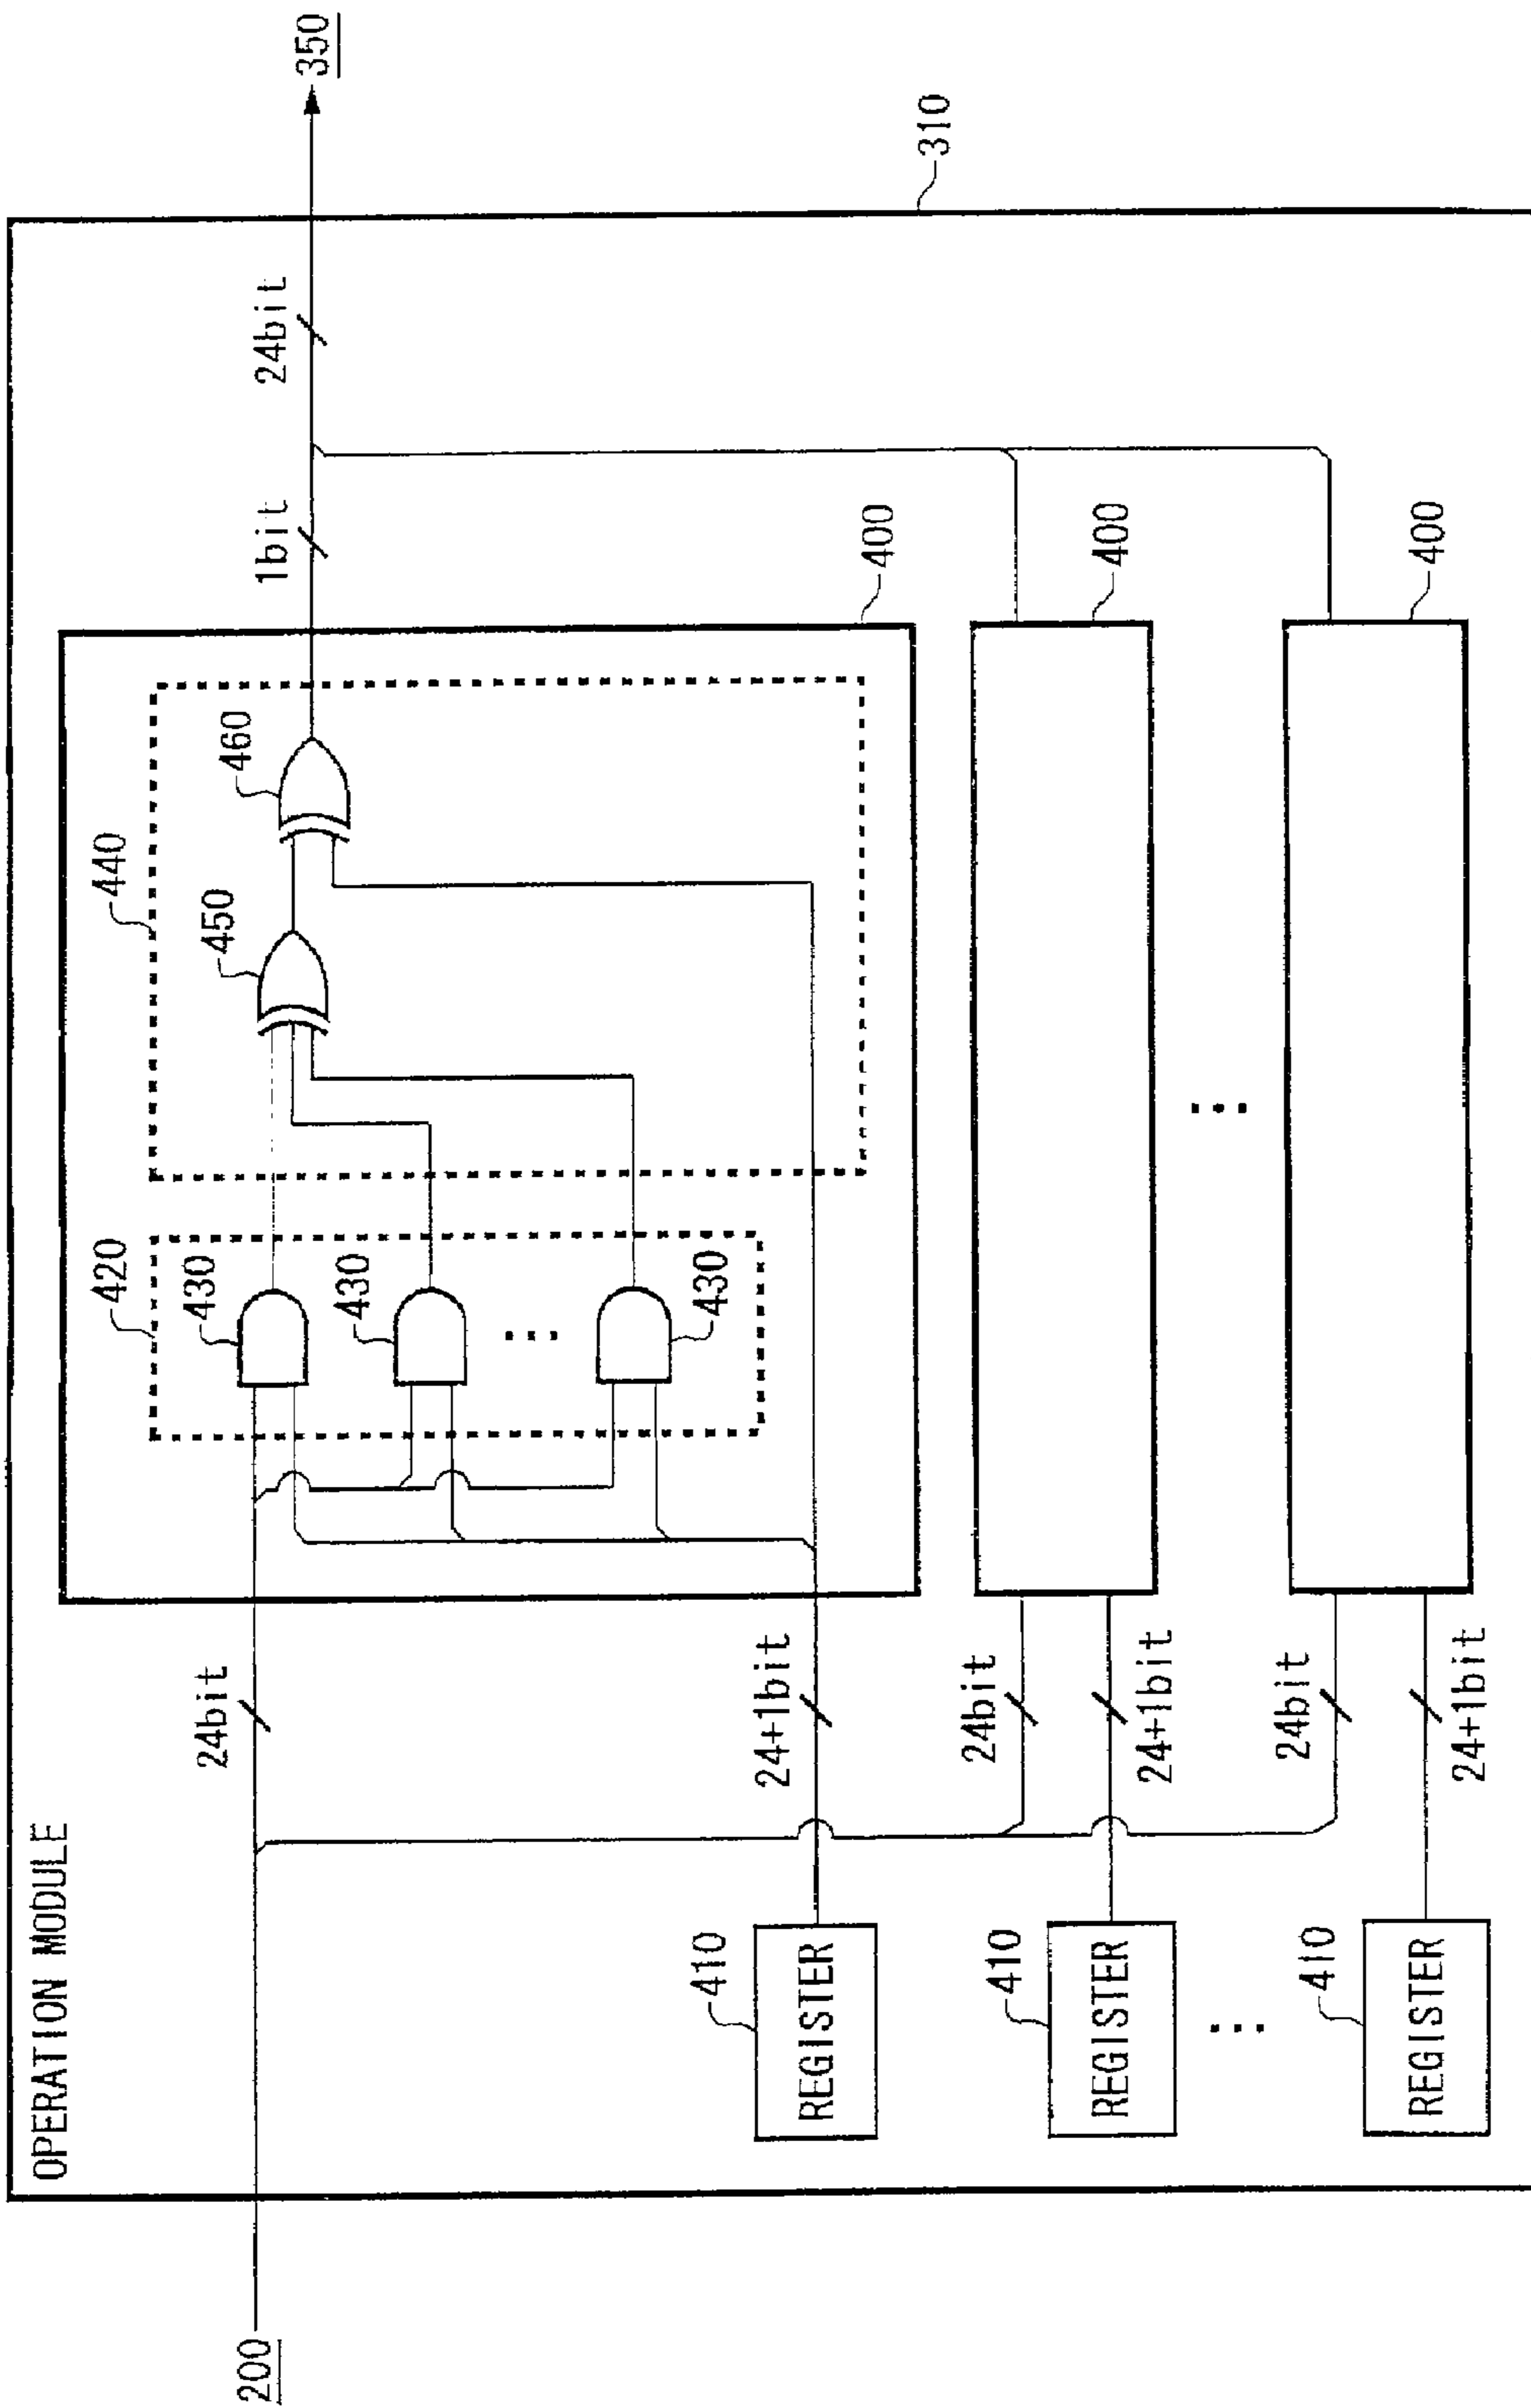 OPERATION MODULE
200
24bit
420
430
430
...
430
440
450
460
1bit
24bit
350
310
400
REGISTER
410
24+1bit
400
24bit
REGISTER
410
24+1bit
...
...
400
24bit
REGISTER
410
24+1bit